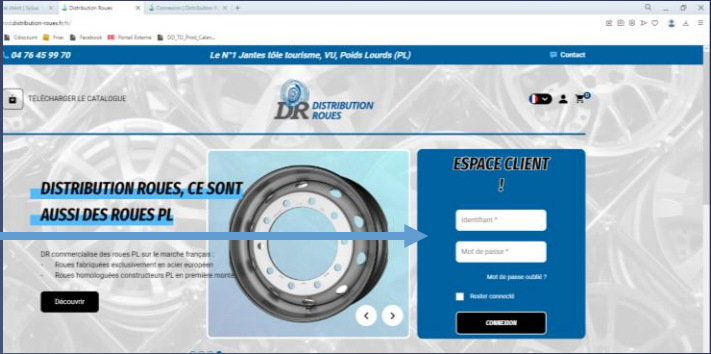 Distribution Roues
Connexion | Distribution R
distribution-roues.fr/fr/
Cdiscount Fnac Facebook Portail Externe DO_TD_Prod_Calen...
04 76 45 99 70
Le N°1 Jantes tôle tourisme, VU, Poids Lourds (PL)
Contact
TÉLÉCHARGER LE CATALOGUE
DR DISTRIBUTION
ROUES
0
DISTRIBUTION ROUES, CE SONT
AUSSI DES ROUES PL
DR commercialise des roues PL sur le marché français :
- Roues fabriquées exclusivement en acier européen
- Roues homologuées constructeurs PL en première monte
Découvrir
ESPACE CLIENT
!
Identifiant *
Mot de passe *
Mot de passe oublié ?
Rester connecté
CONNEXION